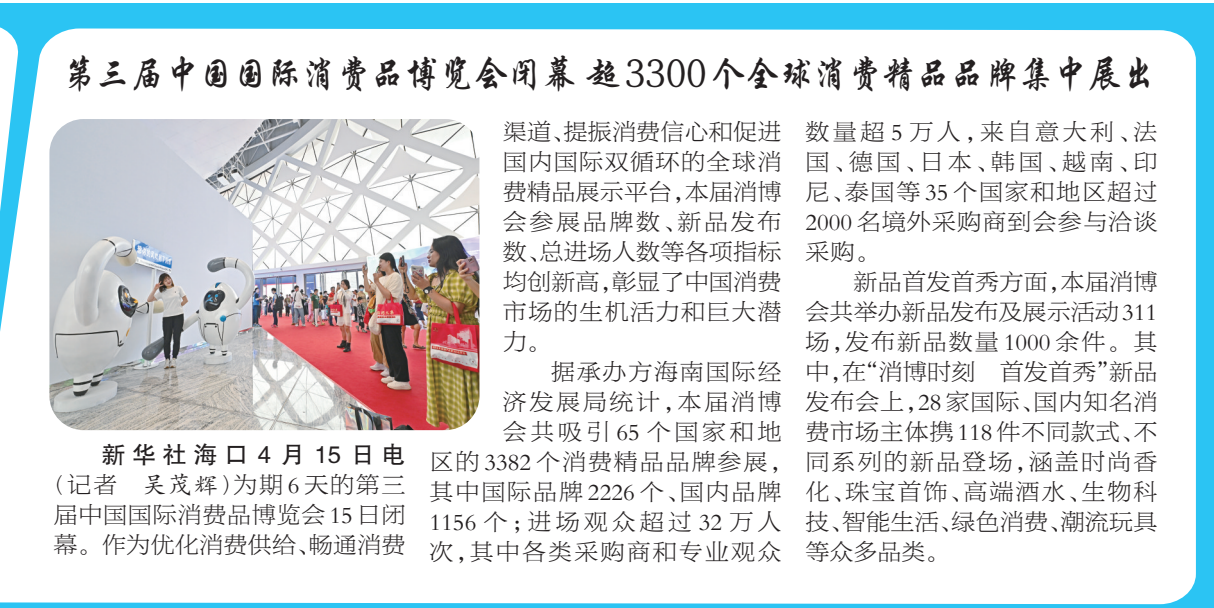 第三届中国国际消费品博览会闭幕 超3300个全球消费精品品牌集中展出
新华社海口4月15日电
(记者　吴茂辉)为期6天的第三
届中国国际消费品博览会15日闭
幕。作为优化消费供给、畅通消费
渠道、提振消费信心和促进
国内国际双循环的全球消
费精品展示平台,本届消博
会参展品牌数、新品发布
数、总进场人数等各项指标
均创新高,彰显了中国消费
市场的生机活力和巨大潜
力。
据承办方海南国际经
济发展局统计,本届消博
会共吸引65个国家和地
区的3382个消费精品品牌参展,
其中国际品牌2226个、国内品牌
1156个;进场观众超过32万人
次,其中各类采购商和专业观众
数量超5万人,来自意大利、法
国、德国、日本、韩国、越南、印
尼、泰国等35个国家和地区超过
2000名境外采购商到会参与洽谈
采购。
新品首发首秀方面,本届消博
会共举办新品发布及展示活动311
场,发布新品数量1000余件。其
中,在“消博时刻　首发首秀”新品
发布会上,28家国际、国内知名消
费市场主体携118件不同款式、不
同系列的新品登场,涵盖时尚香
化、珠宝首饰、高端酒水、生物科
技、智能生活、绿色消费、潮流玩具
等众多品类。